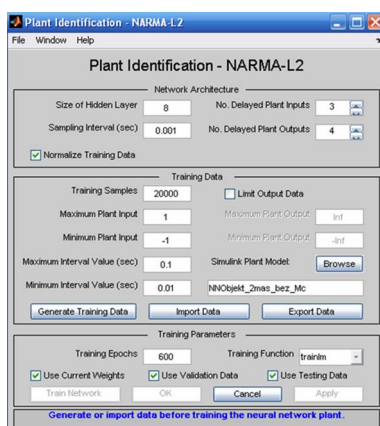 Plant Identification - NARMA-L2
File Window Help
Plant Identification - NARMA-L2
Network Architecture
Size of Hidden Layer 8 No. Delayed Plant Inputs 3
Sampling Interval (sec) 0.001 No. Delayed Plant Outputs 4
Normalize Training Data
Training Data
Training Samples 20000 Limit Output Data
Maximum Plant Input 1 Maximum Plant Output Inf
Minimum Plant Input -1 Minimum Plant Output -Inf
Maximum Interval Value (sec) 0.1 Simulink Plant Model: Browse
Minimum Interval Value (sec) 0.01 NNObjekt_2mas_bez_Mc
Generate Training Data Import Data Export Data
Training Parameters
Training Epochs 600 Training Function trainlm
Use Current Weights Use Validation Data Use Testing Data
Train Network OK Cancel Apply
Generate or import data before training the neural network plant.